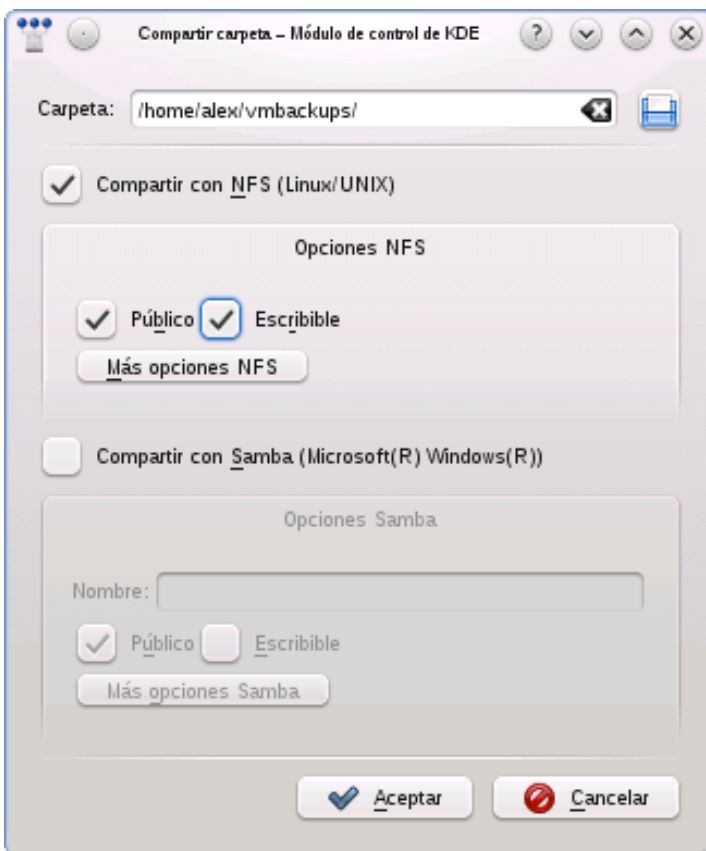 Compartir carpeta – Módulo de control de KDE
Carpeta: /home/alex/vmbackups/
Compartir con NFS (Linux/UNIX)
Opciones NFS
Público Escribible
Más opciones NFS
Compartir con Samba (Microsoft(R) Windows(R))
Opciones Samba
Nombre:
Público Escribible
Más opciones Samba
Aceptar Cancelar